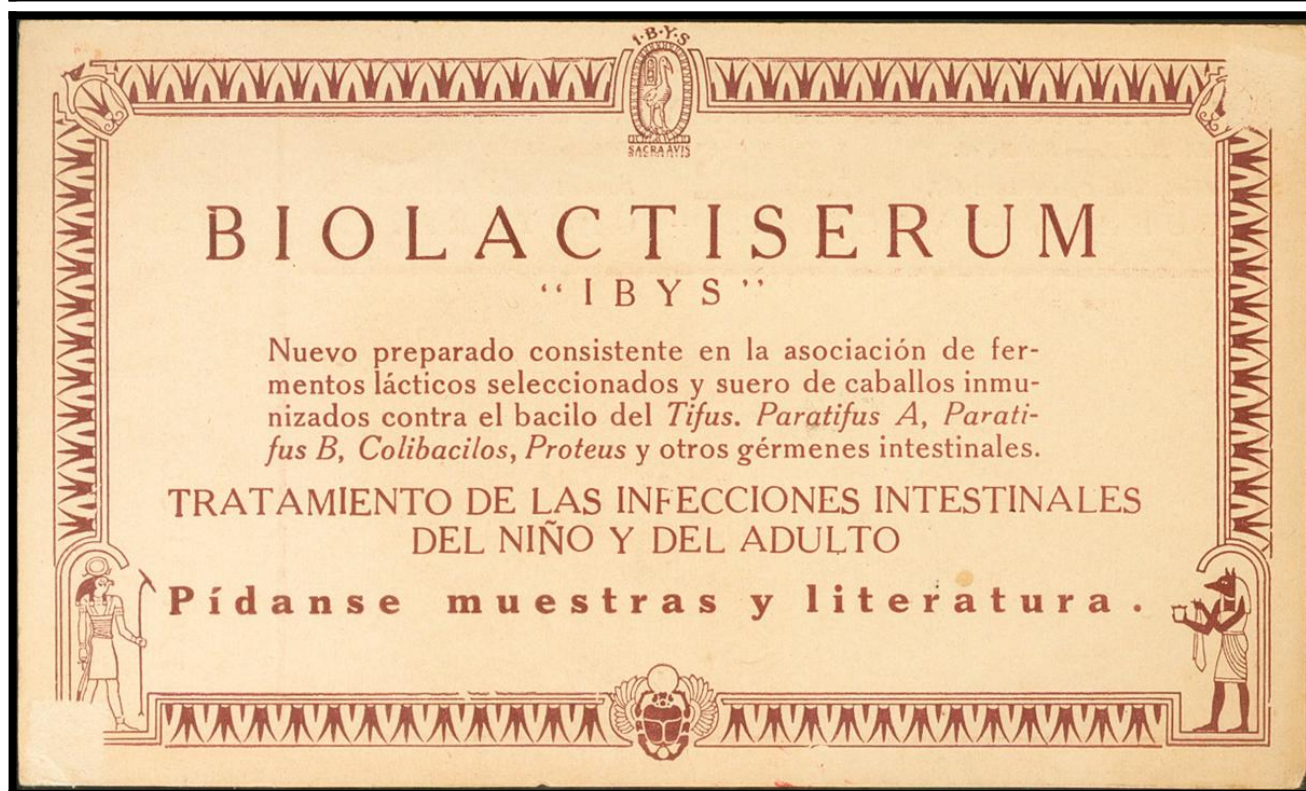 I·B·Y·S
SACRA AVIS
BIOLACTISERUM
“IBYS”
Nuevo preparado consistente en la asociación de fer-
mentos lácticos seleccionados y suero de caballos inmu-
nizados contra el bacilo del Tifus. Paratifus A, Parati-
fus B, Colibacilos, Proteus y otros gérmenes intestinales.
TRATAMIENTO DE LAS INFECCIONES INTESTINALES
DEL NIÑO Y DEL ADULTO
Pídanse muestras y literatura.